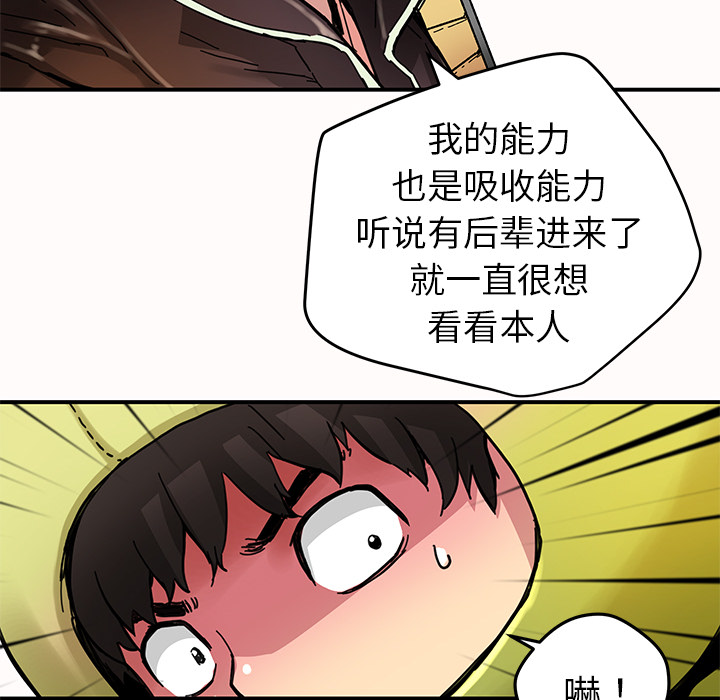 我的能力
也是吸收能力
听说有后辈进来了
就一直很想
看看本人
嚇！